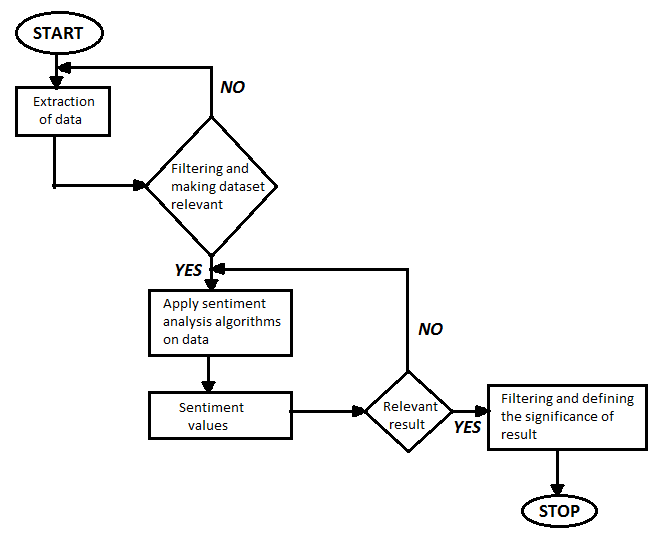 START
NO
Extraction
of data
Filtering and
making dataset
relevant
YES
Apply sentiment
analysis algorithms
on data
NO
Sentiment
values
Relevant
result
YES
Filtering and defining
the significance of
result
STOP